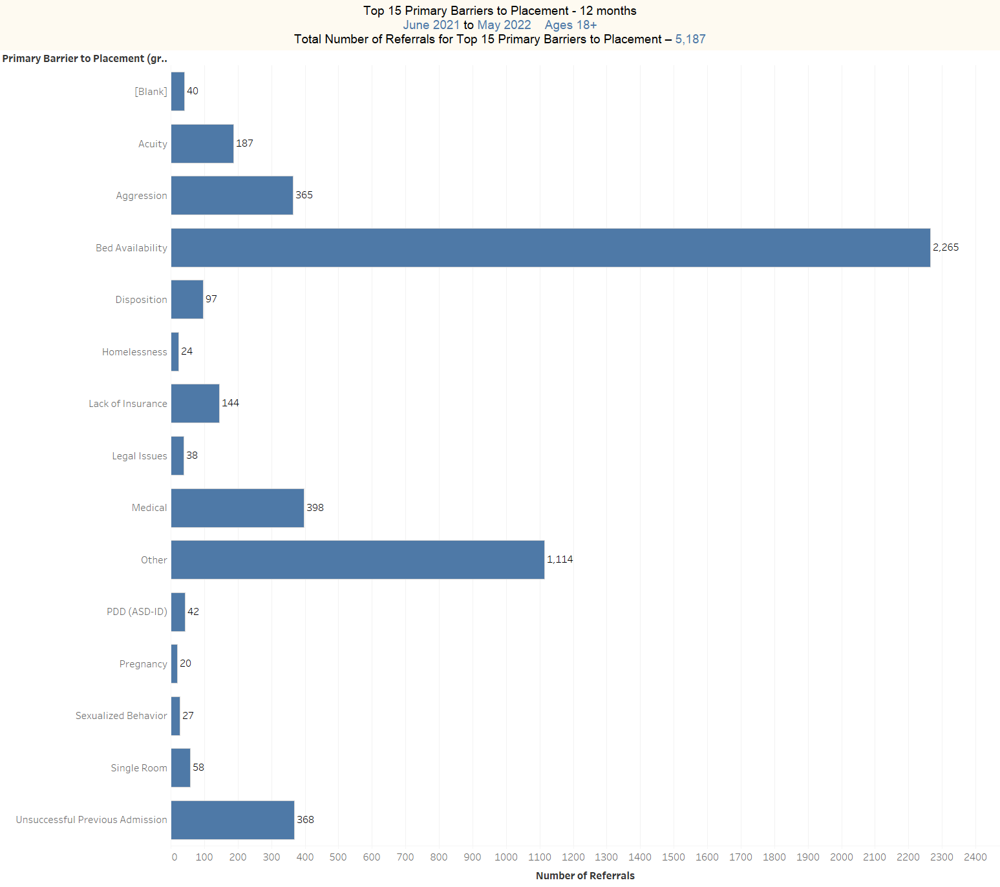 Top 15 Primary Barriers to Placement - 12 months
June 2021 to May 2022 Ages 18+
Total Number of Referrals for Top 15 Primary Barriers to Placement – 5,187
Primary Barrier to Placement (gr..
[Blank] 40
Acuity 187
Aggression 365
Bed Availability 2,265
Disposition 97
Homelessness 24
Lack of Insurance 144
Legal Issues 38
Medical 398
Other 1,114
PDD (ASD-ID) 42
Pregnancy 20
Sexualized Behavior 27
Single Room 58
Unsuccessful Previous Admission 368
0 100 200 300 400 500 600 700 800 900 1000 1100 1200 1300 1400 1500 1600 1700 1800 1900 2000 2100 2200 2300 2400
Number of Referrals